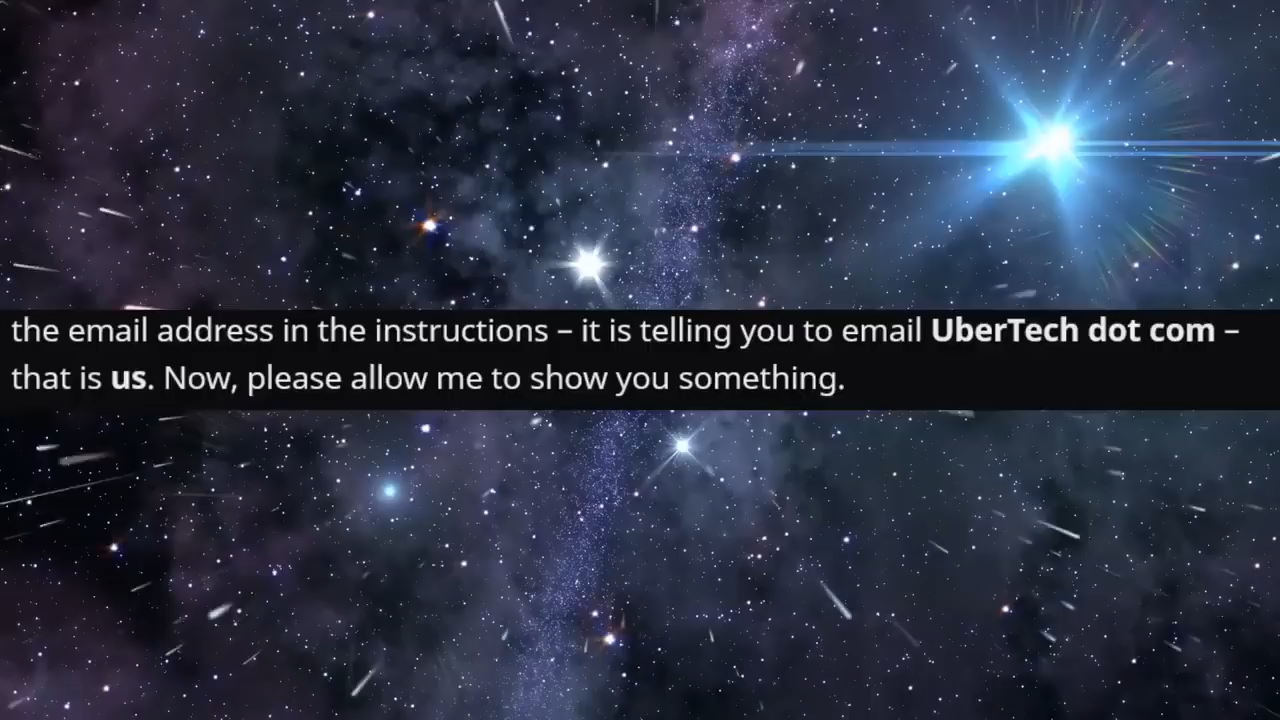 the email address in the instructions – it is telling you to email UberTech dot com –
that is us. Now, please allow me to show you something.